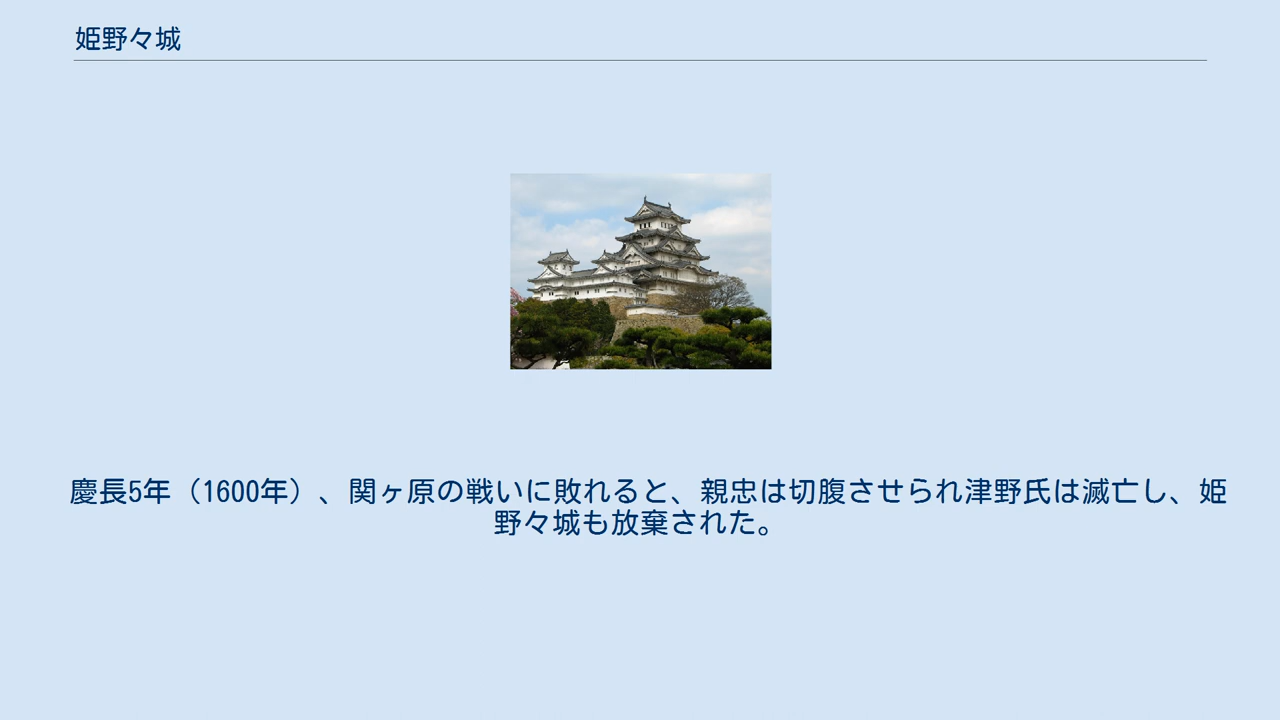 姫野々城
慶長5年（1600年）、関ヶ原の戦いに敗れると、親忠は切腹させられ津野氏は滅亡し、姫
野々城も放棄された。